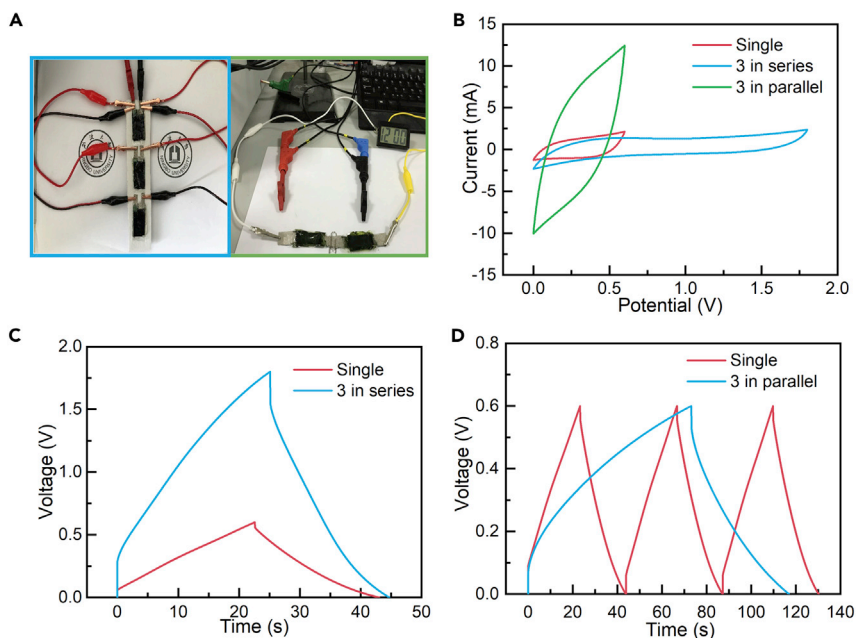 A
20.0
B
Current (mA)
15
10
5
0
-5
-10
-15
Single
3 in series
3 in parallel
0.0 0.5 1.0 1.5 2.0
Potential (V)
C
Voltage (V)
2.0
1.5
1.0
0.5
0.0
Single
3 in series
0 10 20 30 40 50
Time (s)
D
Voltage (V)
0.8
0.6
0.4
0.2
0.0
Single
3 in parallel
0 20 40 60 80 100 120 140
Time (s)